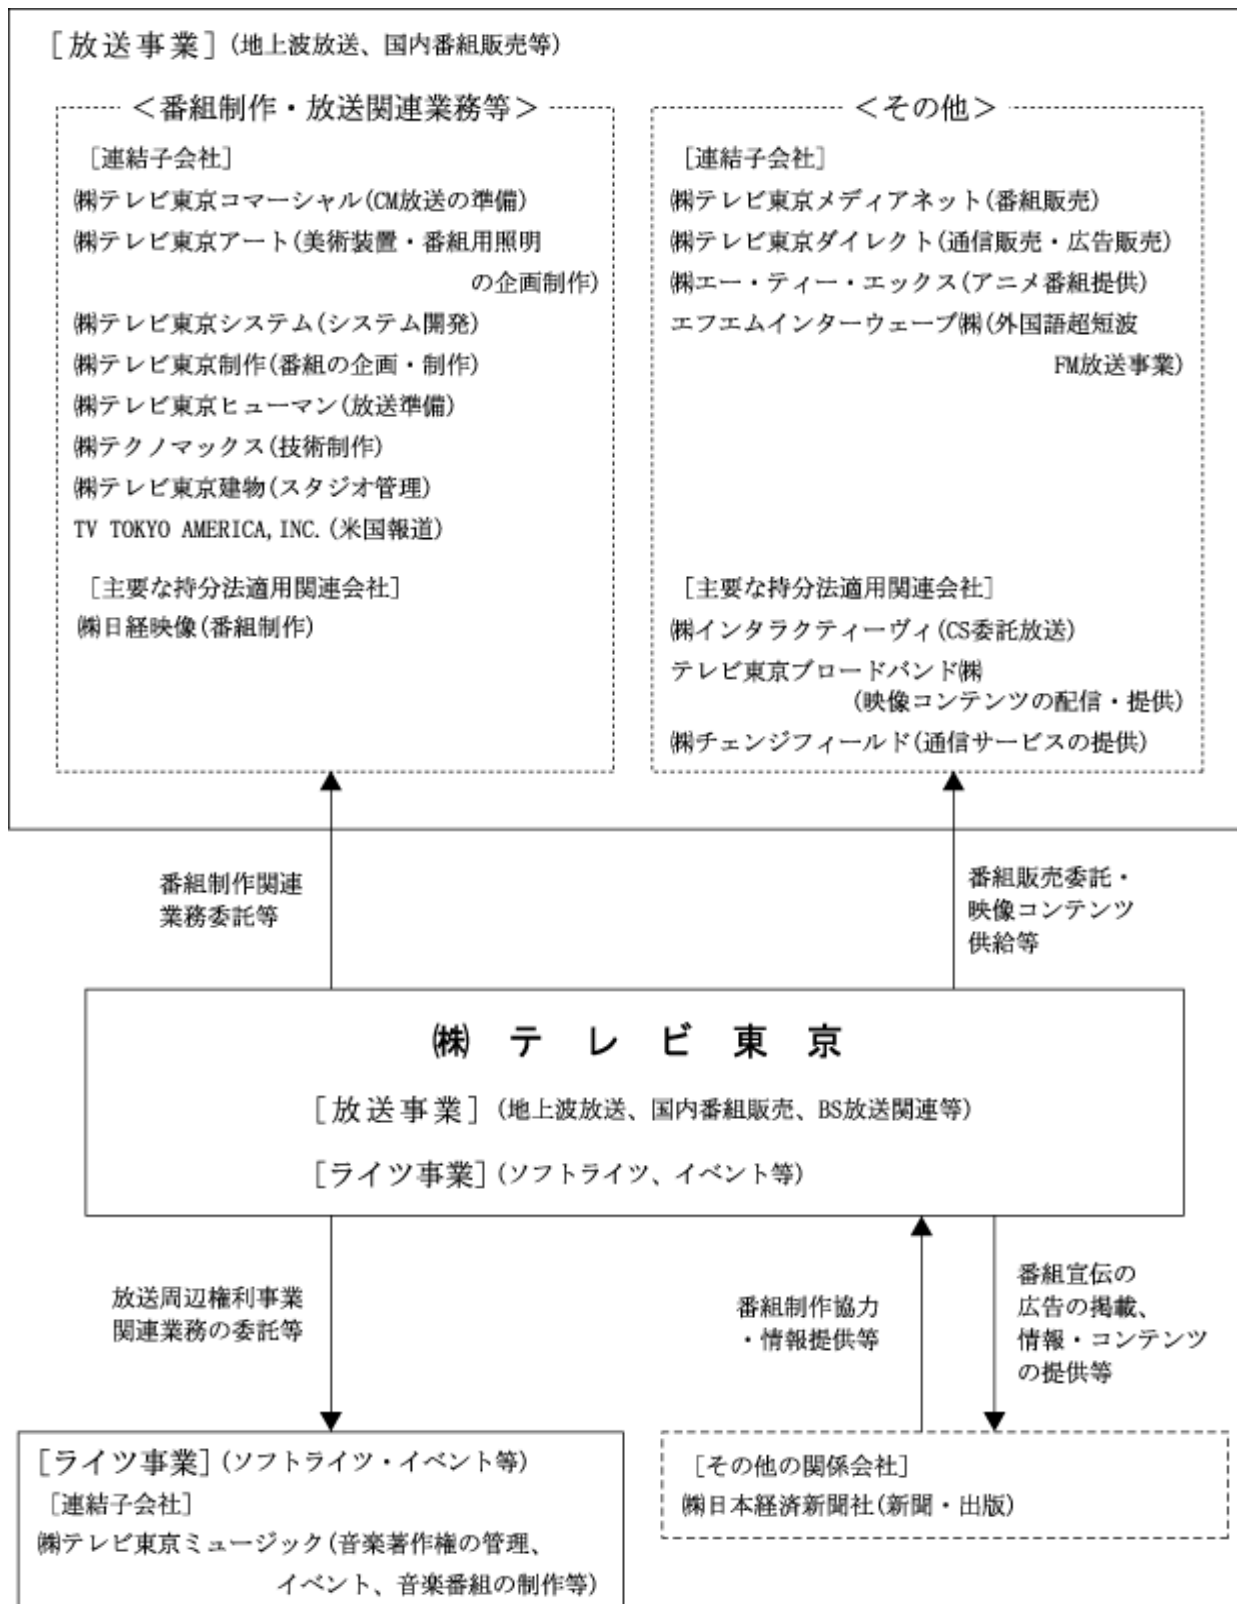 ［放送事業］(地上波放送、国内番組販売等)
＜番組制作・放送関連業務等＞
［連結子会社］
㈱テレビ東京コマーシャル(CM放送の準備)
㈱テレビ東京アート(美術装置・番組用照明
の企画制作)
㈱テレビ東京システム(システム開発)
㈱テレビ東京制作(番組の企画・制作)
㈱テレビ東京ヒューマン(放送準備)
㈱テクノマックス(技術制作)
㈱テレビ東京建物(スタジオ管理)
TV TOKYO AMERICA,INC.(米国報道)
［主要な持分法適用関連会社］
㈱日経映像(番組制作)
＜その他＞
［連結子会社］
㈱テレビ東京メディアネット(番組販売)
㈱テレビ東京ダイレクト(通信販売・広告販売)
㈱エー・ティー・エックス(アニメ番組提供)
エフエムインターウェーブ㈱(外国語超短波
FM放送事業)
［主要な持分法適用関連会社］
㈱インタラクティーヴィ(CS委託放送)
テレビ東京ブロードバンド㈱
(映像コンテンツの配信・提供)
㈱チェンジフィールド(通信サービスの提供)
番組制作関連
業務委託等
番組販売委託・
映像コンテンツ
供給等
㈱テレビ東京
［放送事業］(地上波放送、国内番組販売、BS放送関連等)
［ライツ事業］(ソフトライツ、イベント等)
放送周辺権利事業
関連業務の委託等
番組制作協力
・情報提供等
番組宣伝の
広告の掲載、
情報・コンテンツ
の提供等
［ライツ事業］(ソフトライツ・イベント等)
［連結子会社］
㈱テレビ東京ミュージック(音楽著作権の管理、
イベント、音楽番組の制作等)
［その他の関係会社］
㈱日本経済新聞社(新聞・出版)